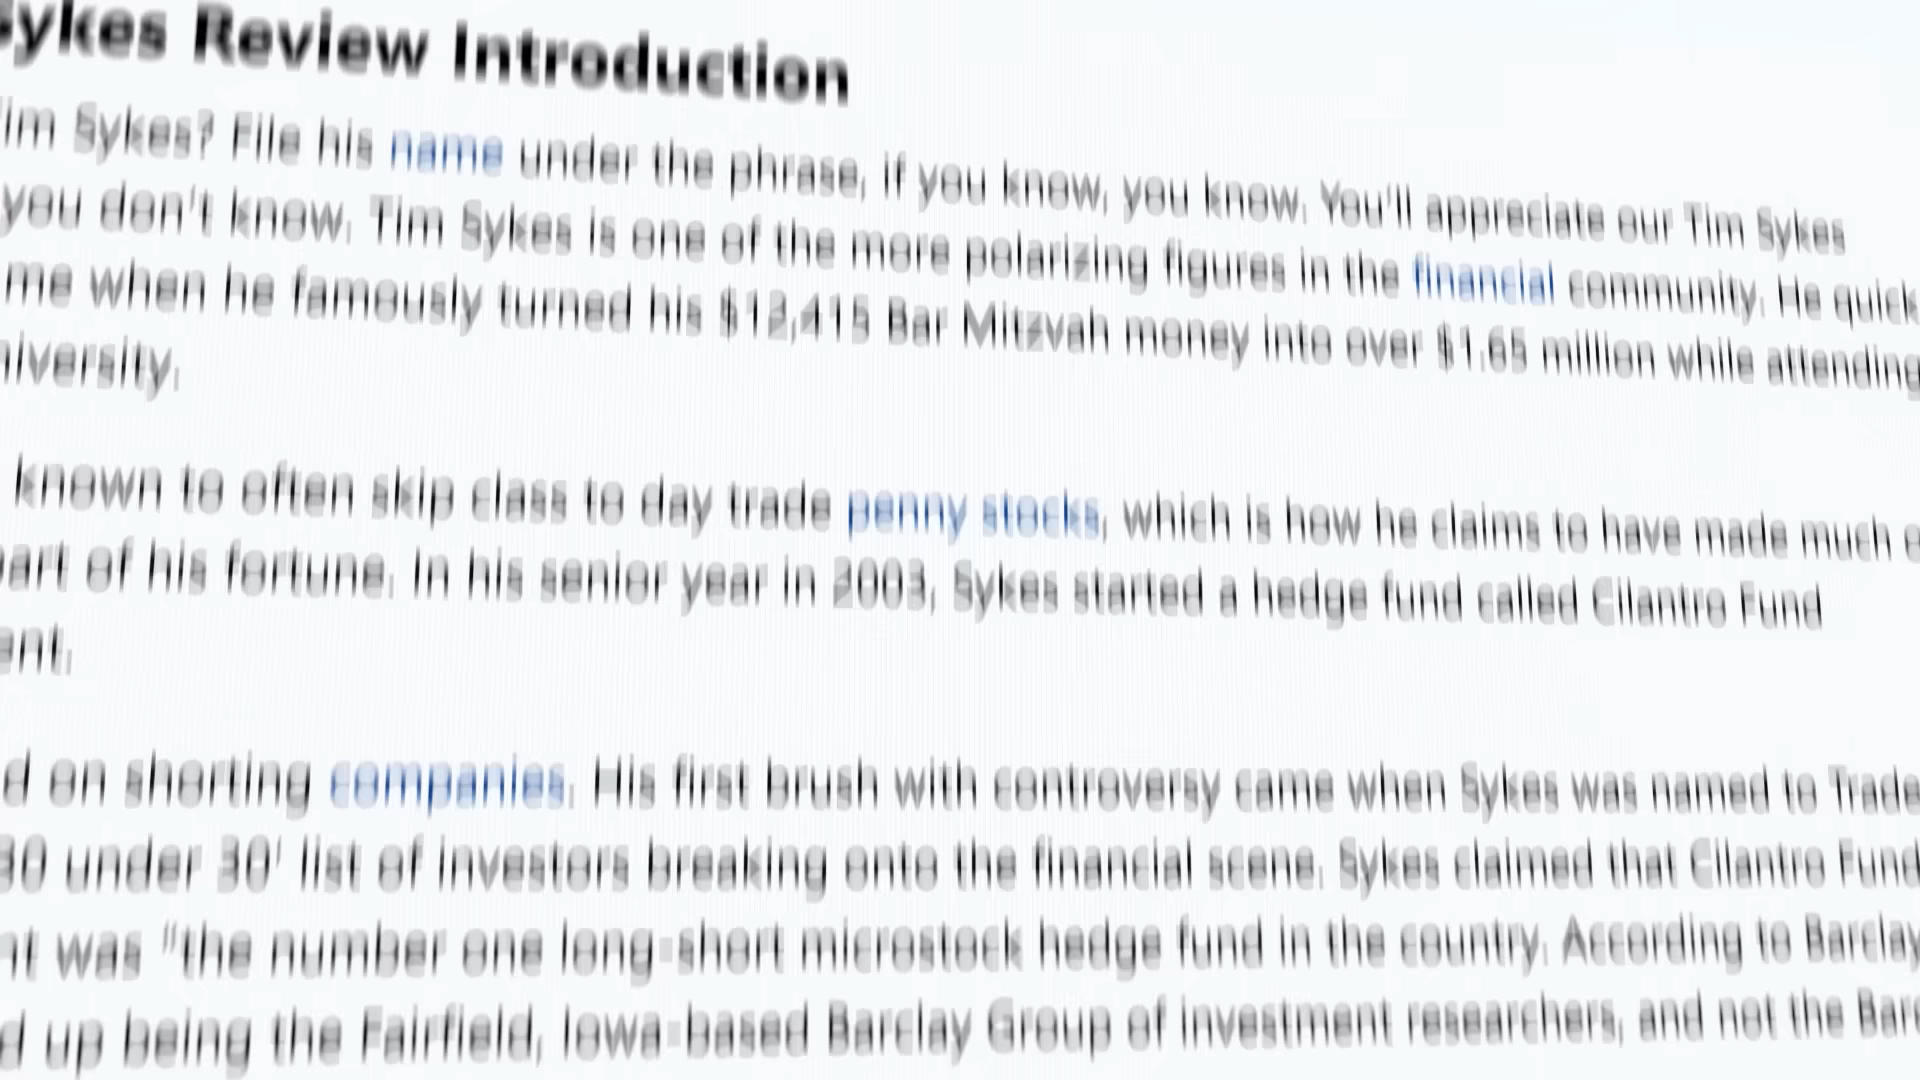 Sykes Review Introduction
Tim Sykes? File his name under the phrase, if you know, you know. You'll appreciate our Tim Sykes
you don't know, Tim Sykes is one of the more polarizing figures in the financial community. He quick
me when he famously turned his $12,415 Bar Mitzvah money into over $1.65 million while attending
niversity.
known to often skip class to day trade penny stocks, which is how he claims to have made much o
part of his fortune. In his senior year in 2003, Sykes started a hedge fund called Cilantro Fund
ent.
d on shorting companies. His first brush with controversy came when Sykes was named to Trade
30 under 30' list of investors breaking onto the financial scene. Sykes claimed that Cilantro Fund
nt was "the number one long-short microstock hedge fund in the country. According to Barclay
d up being the Fairfield, Iowa-based Barclay Group of investment researchers, and not the Barc